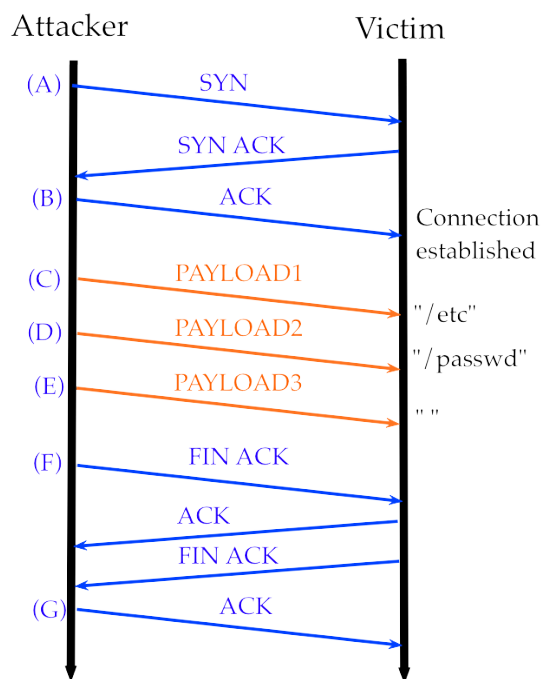 Attacker
Victim
(A)
SYN
SYN ACK
(B)
ACK
Connection
established
(C)
PAYLOAD1
"/etc"
(D)
PAYLOAD2
"/passwd"
(E)
PAYLOAD3
" "
(F)
FIN ACK
ACK
FIN ACK
(G)
ACK